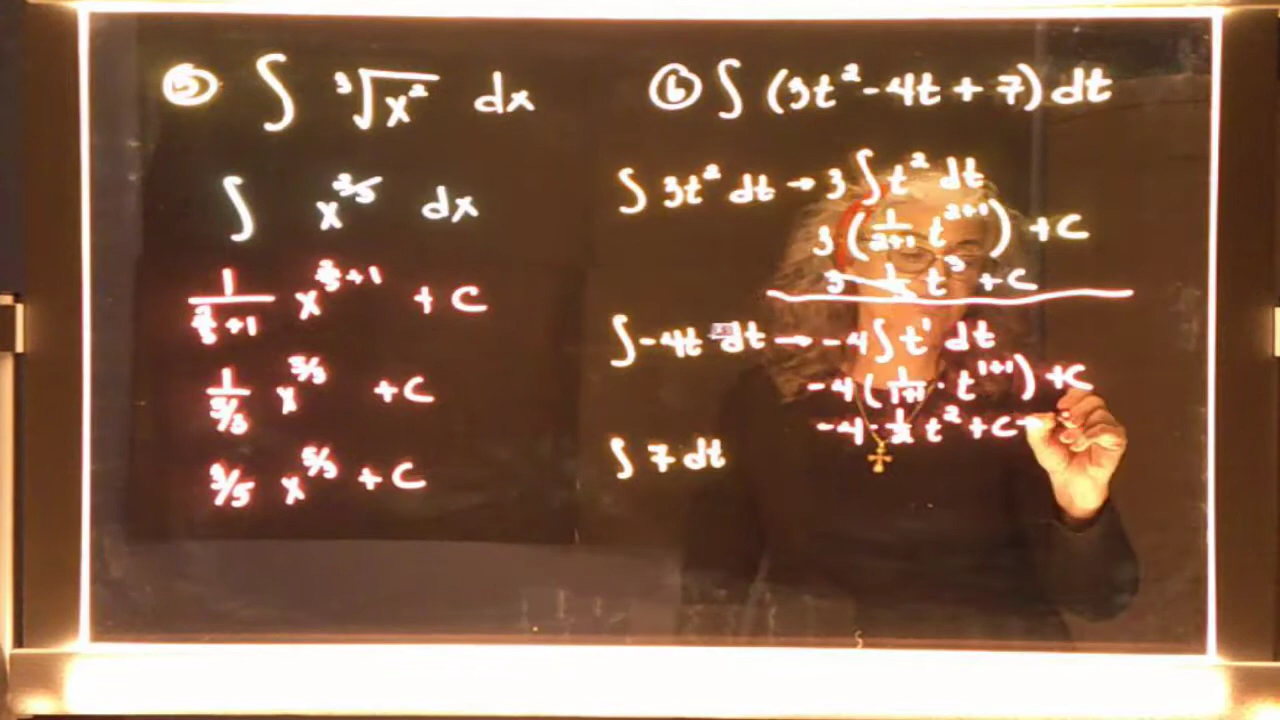 ⑤ ∫ ³√x² dx
∫ x^2/3 dx
1/(2/3+1) x^2/3+1 + C
1/(5/3) x^5/3 + C
3/5 x^5/3 + C
⑥ ∫ (3t² - 4t + 7) dt
∫ 3t² dt → 3 ∫ t² dt
3 (1/(2+1) t^2+1) + C
3 · 1/3 t³ + C
∫ -4t dt → -4 ∫ t¹ dt
-4 (1/(1+1) · t^1+1) + C
-4 · 1/2 t² + C
∫ 7 dt